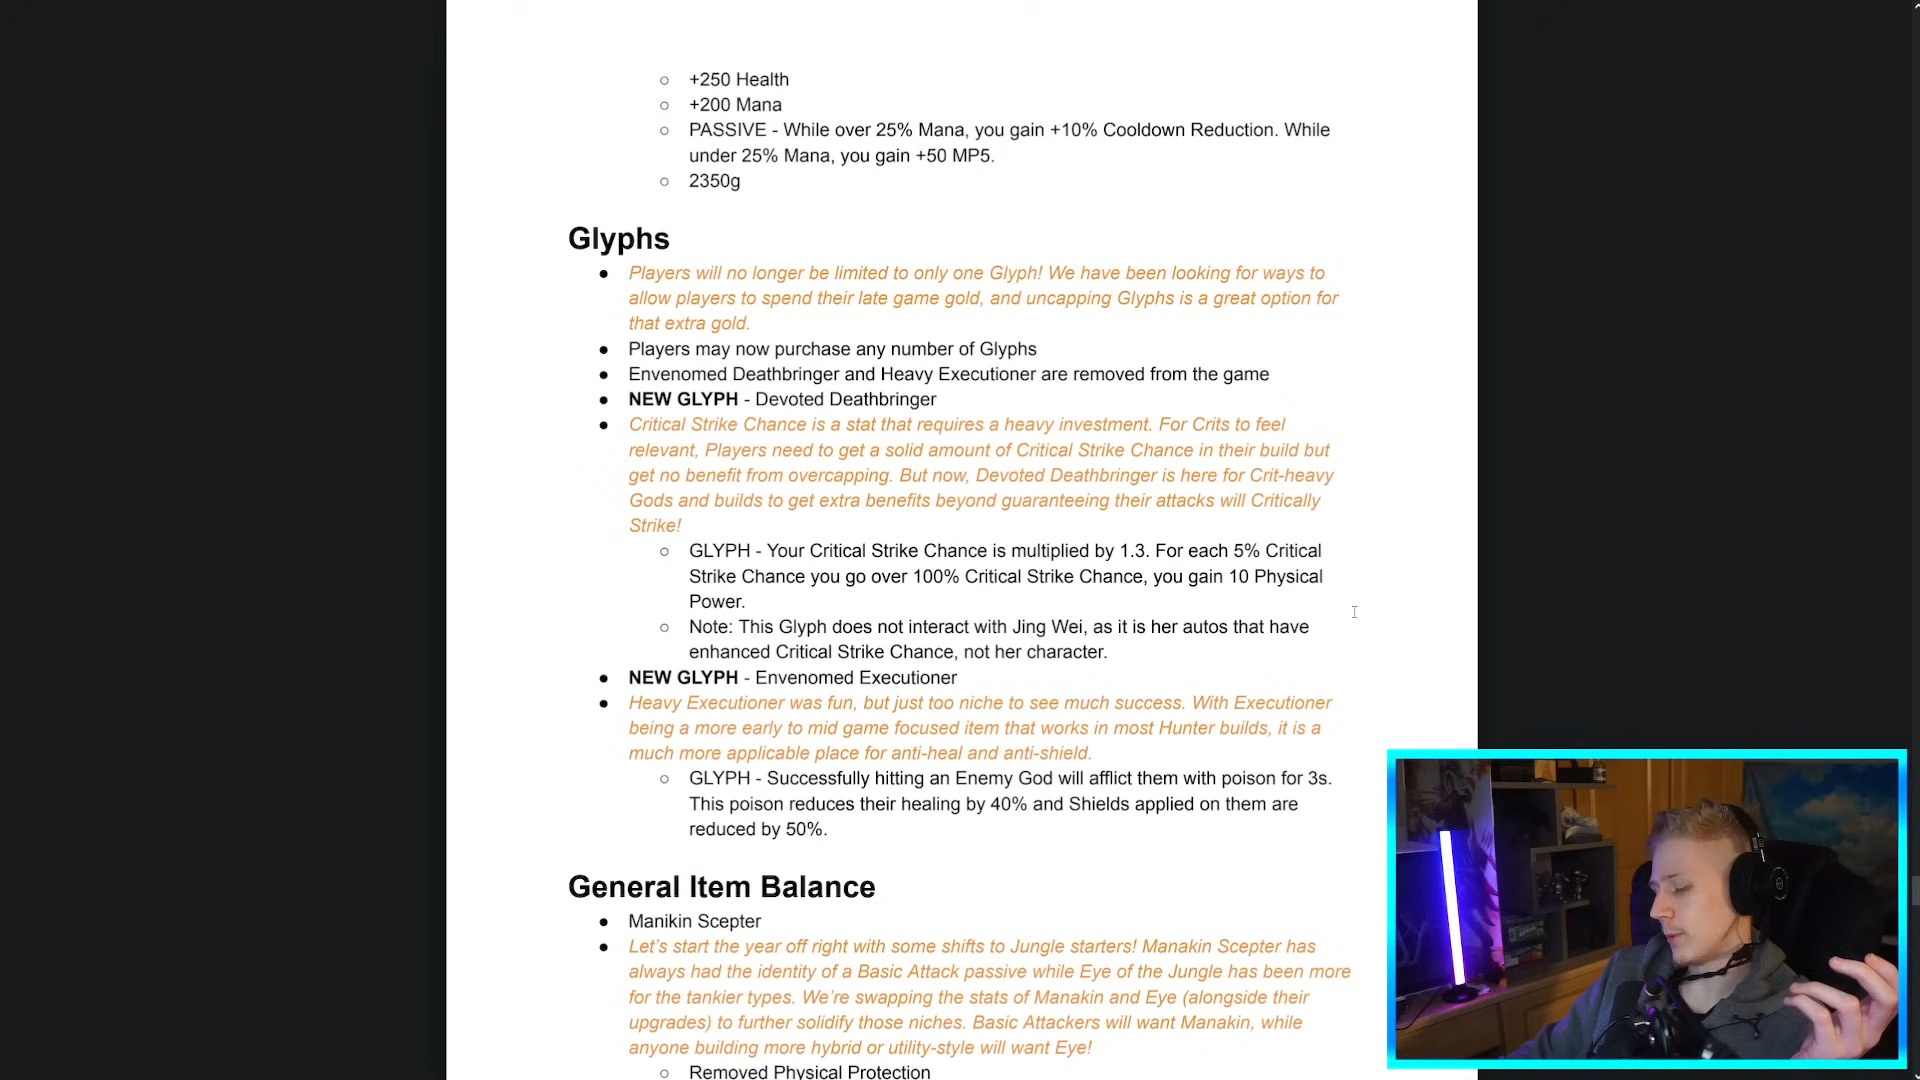 +250 Health
+200 Mana
PASSIVE - While over 25% Mana, you gain +10% Cooldown Reduction. While
under 25% Mana, you gain +50 MP5.
2350g
Glyphs
Players will no longer be limited to only one Glyph! We have been looking for ways to
allow players to spend their late game gold, and uncapping Glyphs is a great option for
that extra gold.
Players may now purchase any number of Glyphs
Envenomed Deathbringer and Heavy Executioner are removed from the game
NEW GLYPH - Devoted Deathbringer
Critical Strike Chance is a stat that requires a heavy investment. For Crits to feel
relevant, Players need to get a solid amount of Critical Strike Chance in their build but
get no benefit from overcapping. But now, Devoted Deathbringer is here for Crit-heavy
Gods and builds to get extra benefits beyond guaranteeing their attacks will Critically
Strike!
GLYPH - Your Critical Strike Chance is multiplied by 1.3. For each 5% Critical
Strike Chance you go over 100% Critical Strike Chance, you gain 10 Physical
Power.
Note: This Glyph does not interact with Jing Wei, as it is her autos that have
enhanced Critical Strike Chance, not her character.
NEW GLYPH - Envenomed Executioner
Heavy Executioner was fun, but just too niche to see much success. With Executioner
being a more early to mid game focused item that works in most Hunter builds, it is a
much more applicable place for anti-heal and anti-shield.
GLYPH - Successfully hitting an Enemy God will afflict them with poison for 3s.
This poison reduces their healing by 40% and Shields applied on them are
reduced by 50%.
General Item Balance
Manikin Scepter
Let's start the year off right with some shifts to Jungle starters! Manakin Scepter has
always had the identity of a Basic Attack passive while Eye of the Jungle has been more
for the tankier types. We're swapping the stats of Manakin and Eye (alongside their
upgrades) to further solidify those niches. Basic Attackers will want Manakin, while
anyone building more hybrid or utility-style will want Eye!
Removed Physical Protection